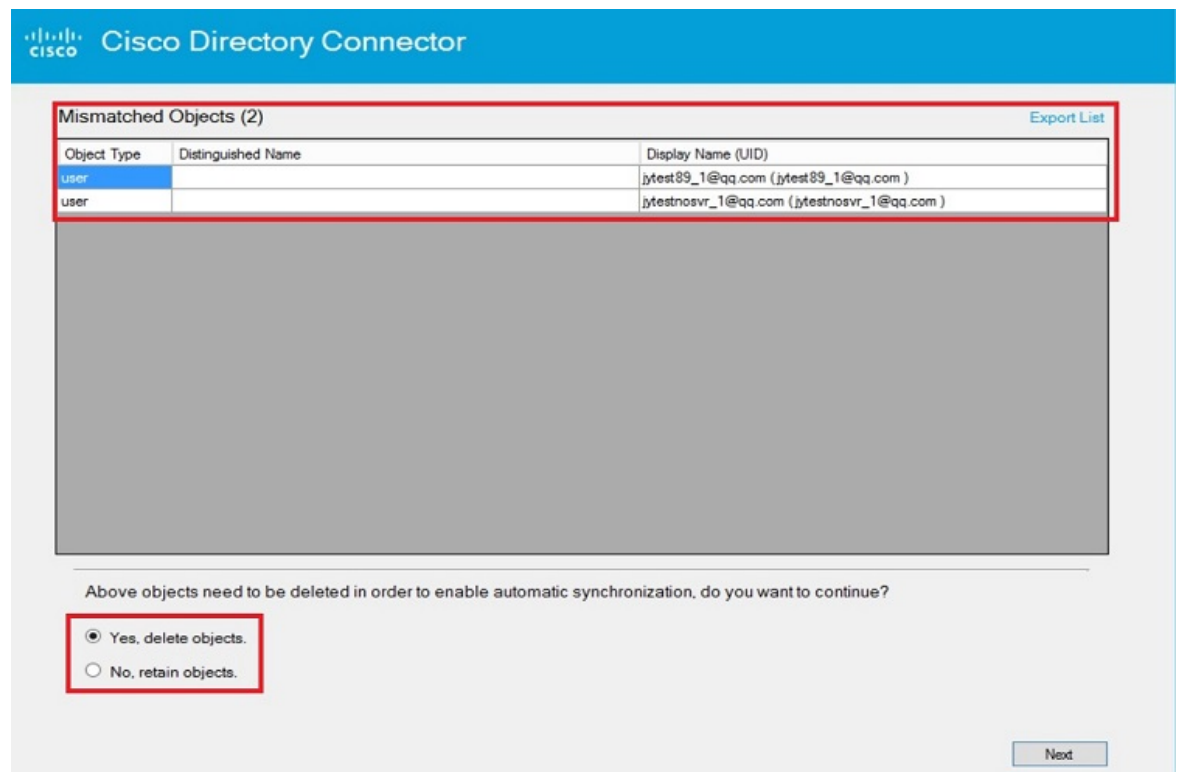 cisco Cisco Directory Connector
Mismatched Objects (2) Export List
Object Type Distinguished Name Display Name (UID)
user jytest89_1@qq.com (jytest89_1@qq.com )
user jytestnosvr_1@qq.com (jytestnosvr_1@qq.com )
Above objects need to be deleted in order to enable automatic synchronization, do you want to continue?
Yes, delete objects.
No, retain objects.
Next